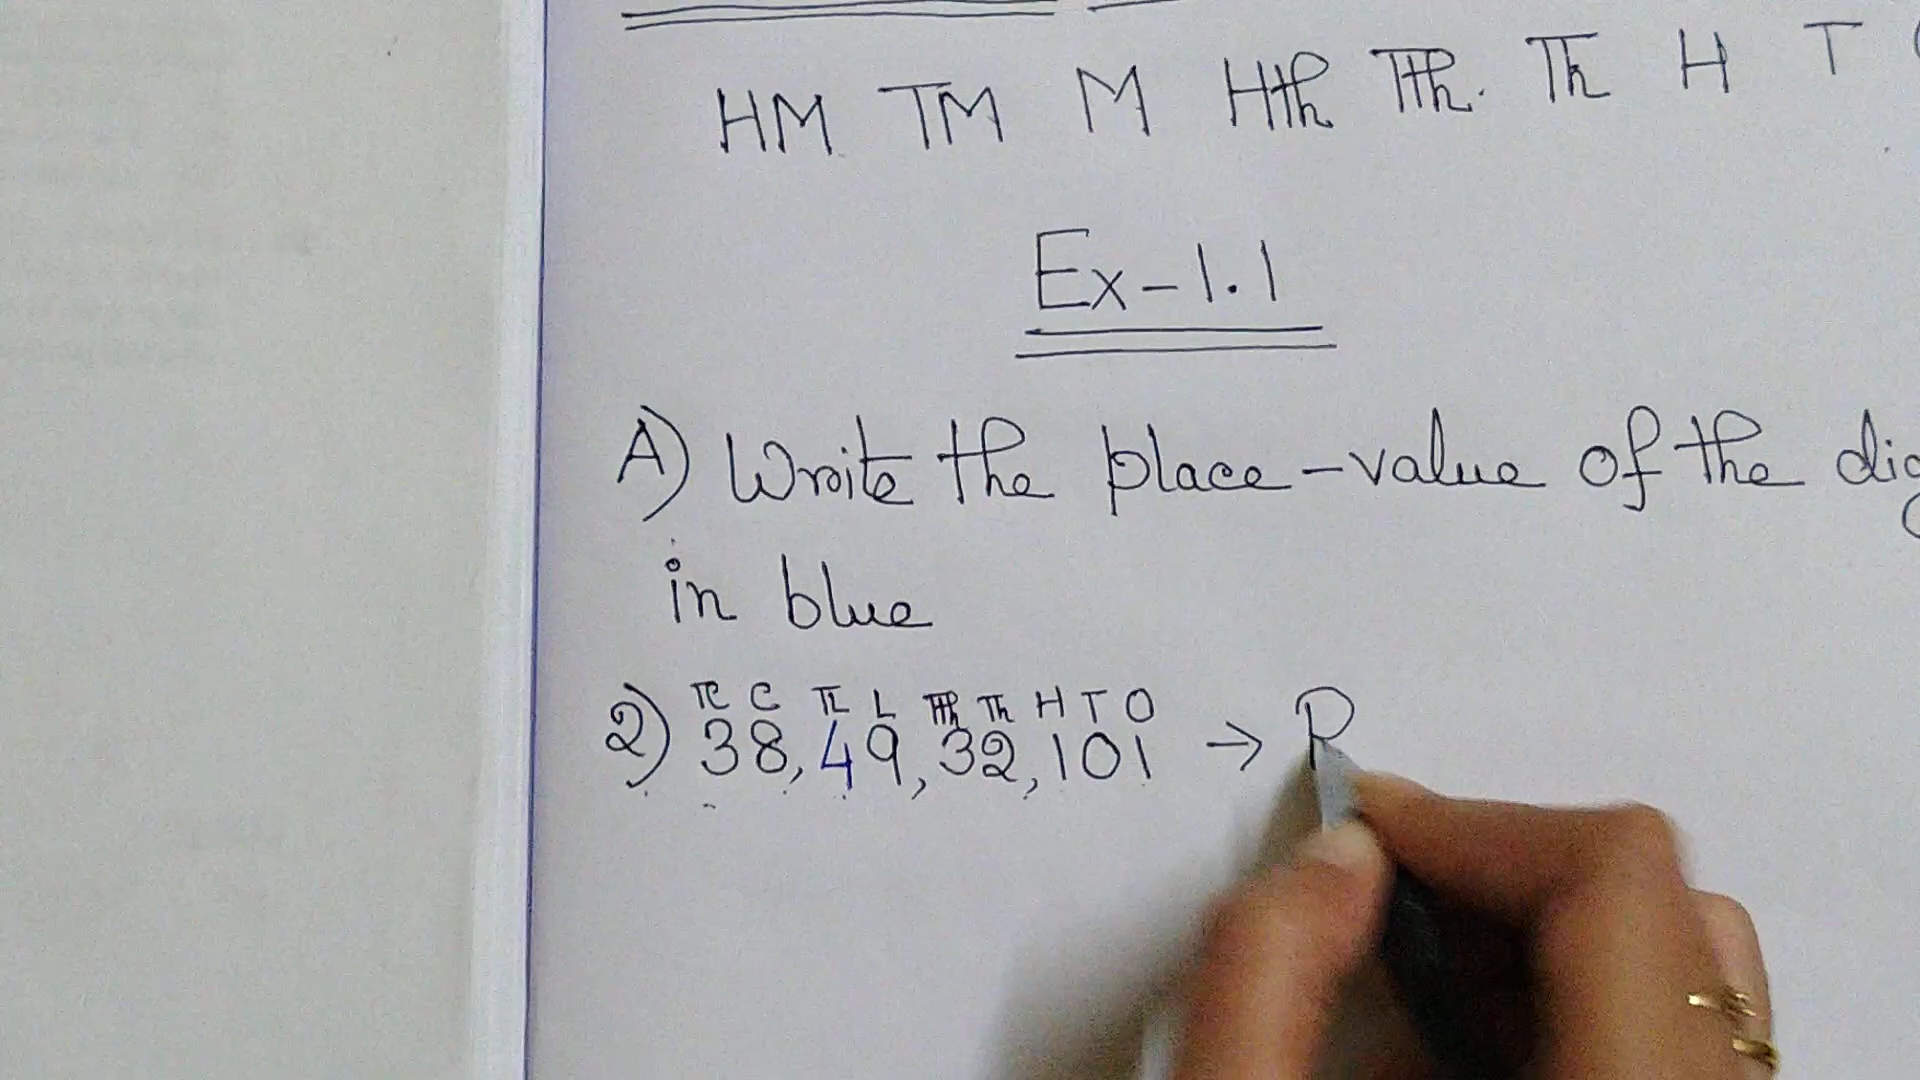 HM TM M Hth TTh. Th H T
Ex-1.1
A) Write the place-value of the dig
in blue
TC C TL L TTh Th H T O
2) 38,49,32,101 → P